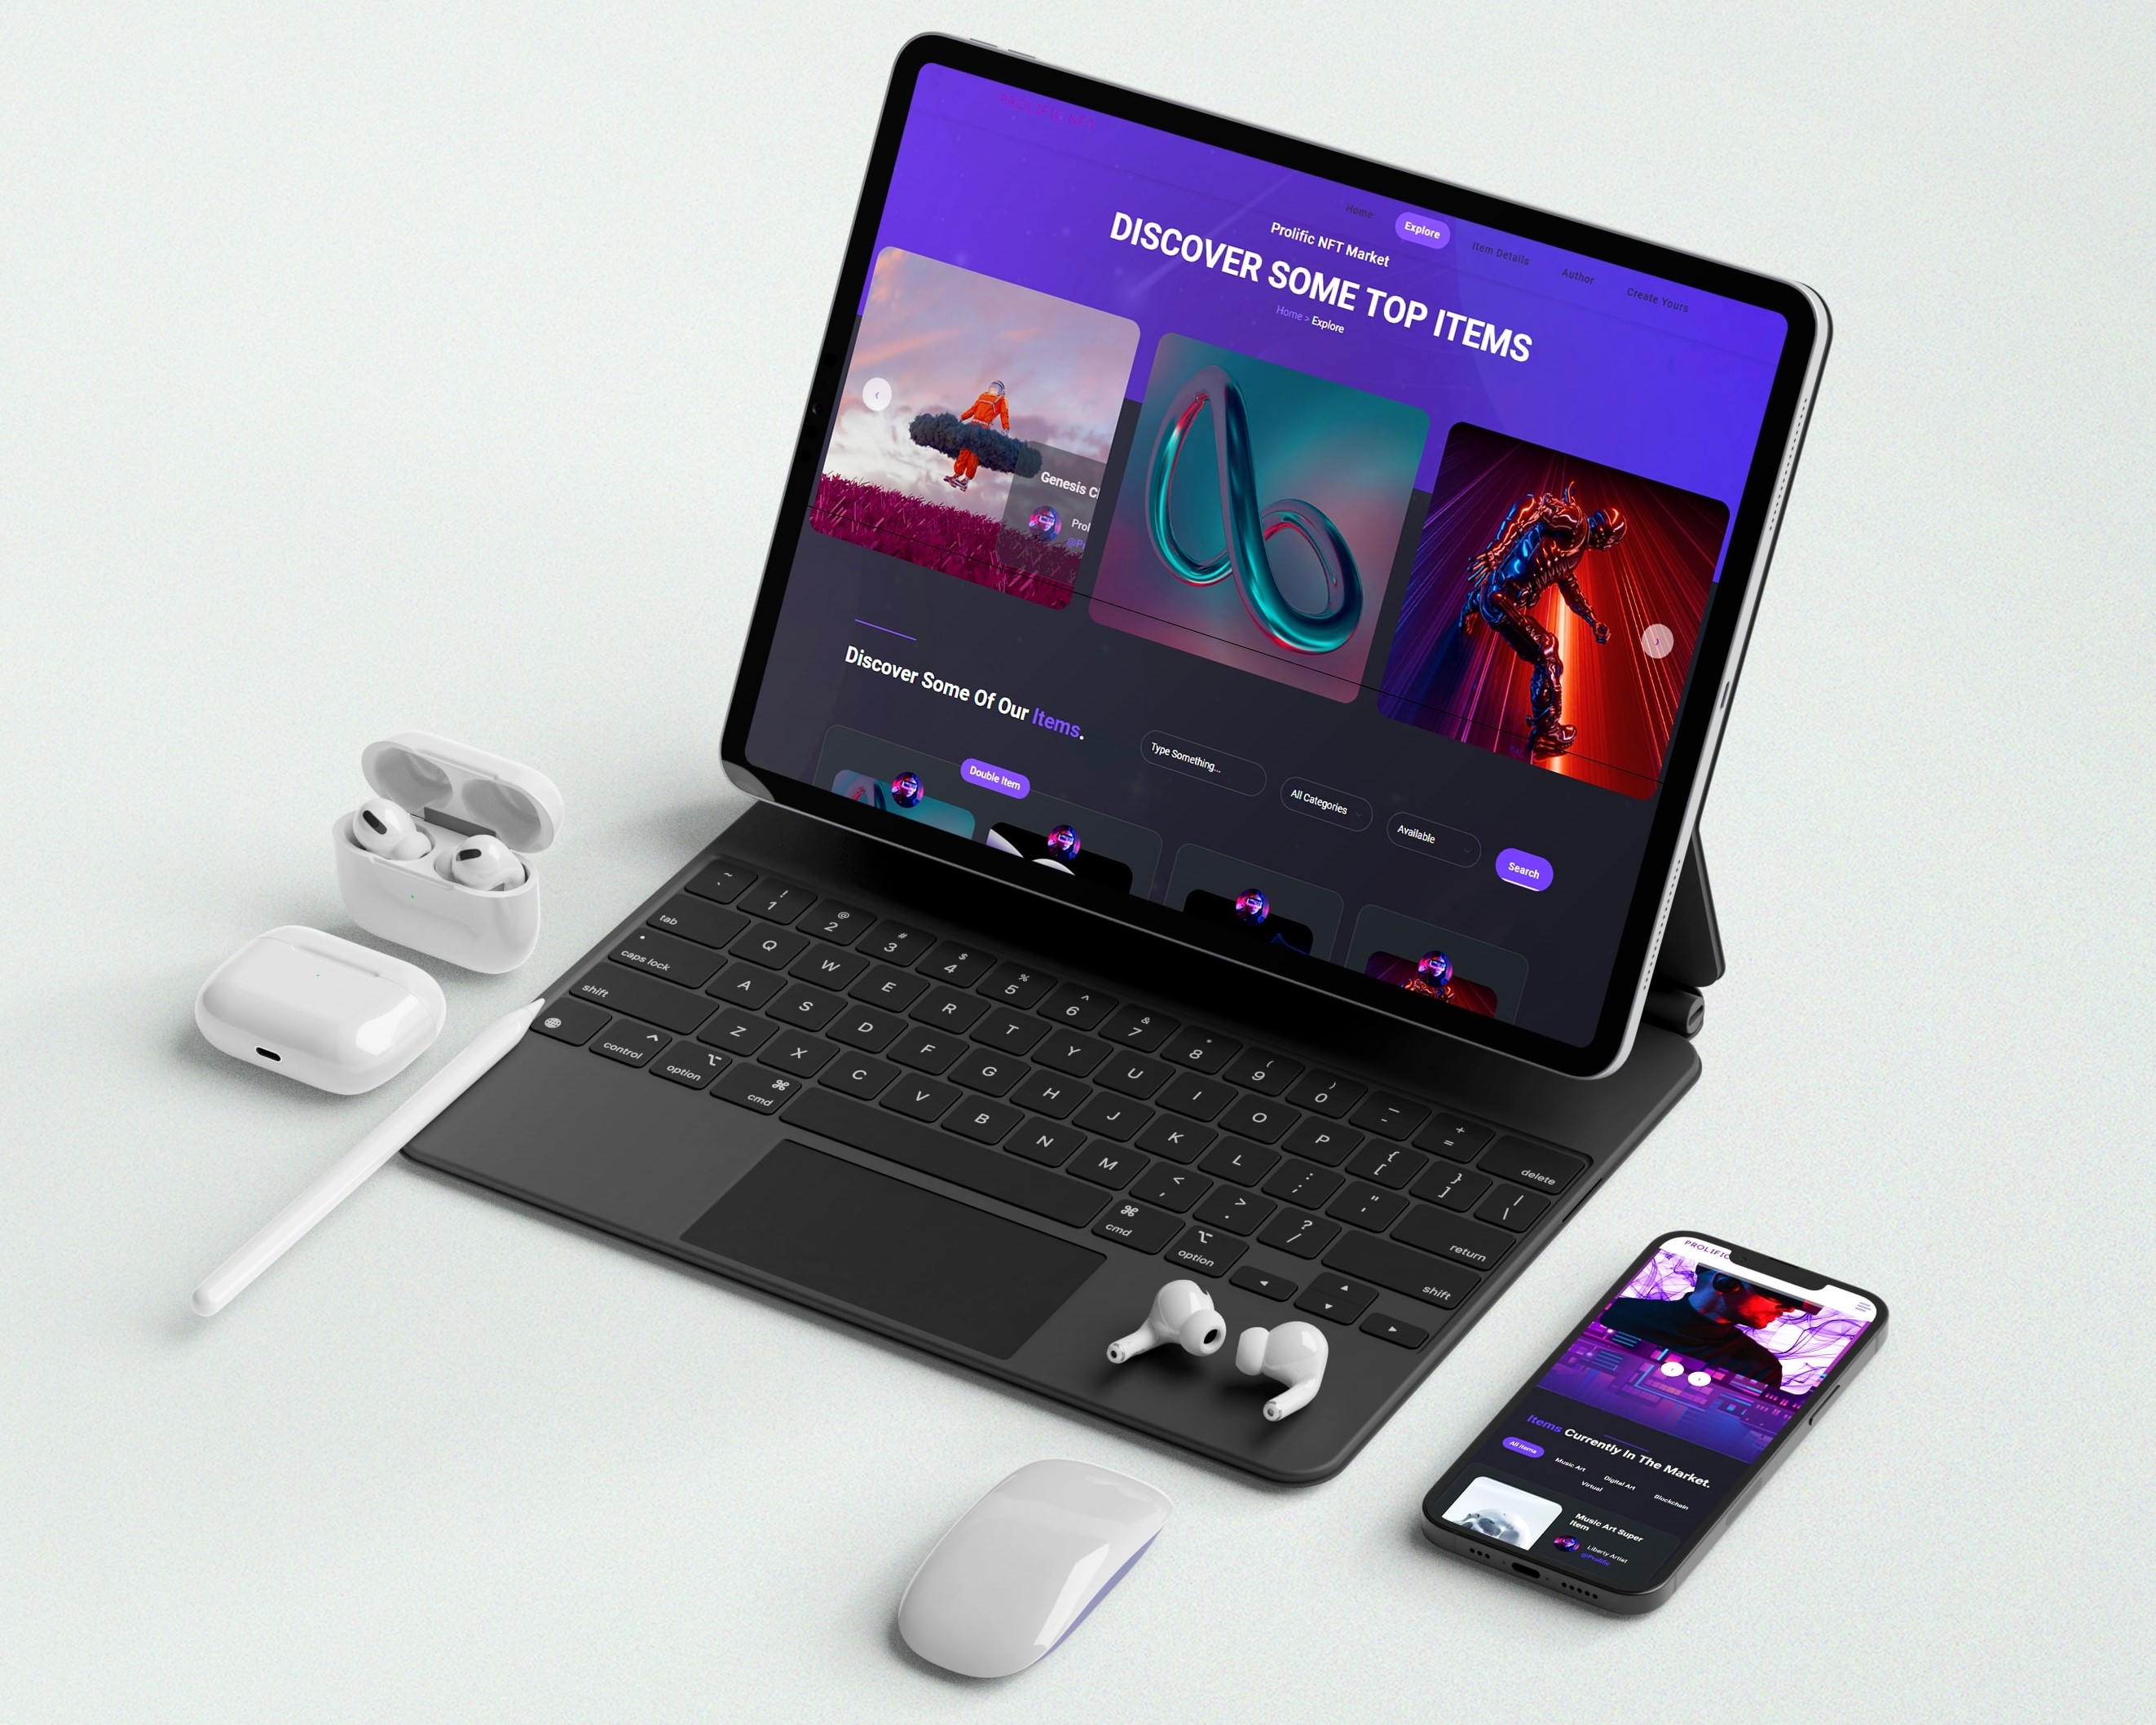 PROLIFIC NFT
Home
Explore
Item Details
Author
Create Yours
Prolific NFT Market
DISCOVER SOME TOP ITEMS
Home > Explore
Genesis C
Prol
Discover Some Of Our Items.
Type Something...
All Categories
Available
Search
Double Item
~ `
! 1
@ 2
# 3
$ 4
% 5
^ 6
& 7
* 8
( 9
) 0
— -
+ =
delete
tab
Q W E R T Y U I O P
{ [
} ]
| \
caps lock
A S D F G H J K L
: ;
" '
return
shift
Z X C V B N M
< ,
> .
? /
shift
control
option
cmd
cmd
option
PROLIFIC
Items Currently In The Market.
All Items
Music Art
Digital Art
Blockchain
Virtual
Music Art Super
Item
Liberty Artist
@Prolific